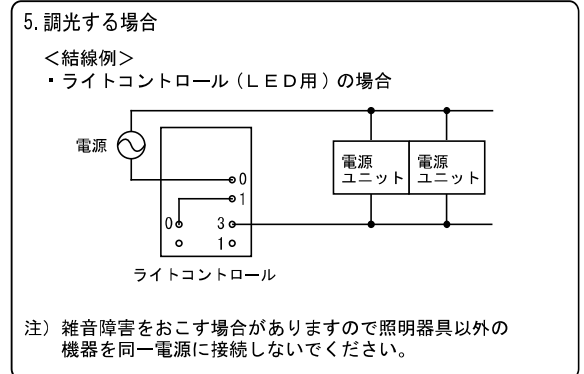 5.調光する場合
＜結線例＞
・ライトコントロール（ＬＥＤ用）の場合
電源
電源 電源
ユニット ユニット
0
1
0 3
1
ライトコントロール
注）雑音障害をおこす場合がありますので照明器具以外の
機器を同一電源に接続しないでください。